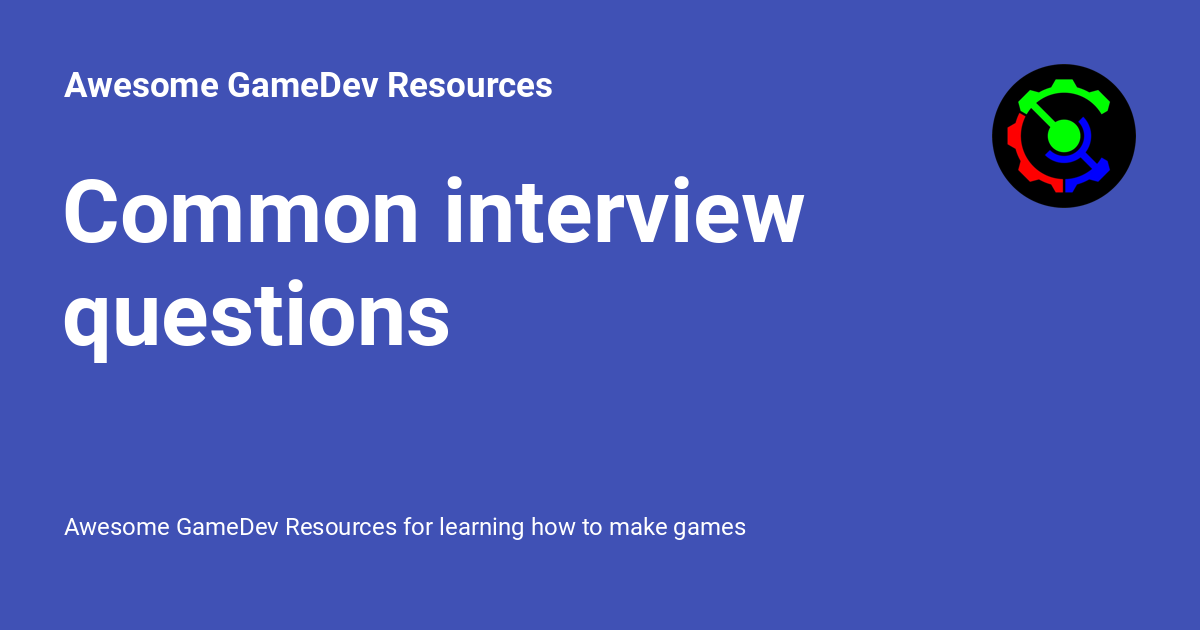 Awesome GameDev Resources
Common interview
questions
Awesome GameDev Resources for learning how to make games